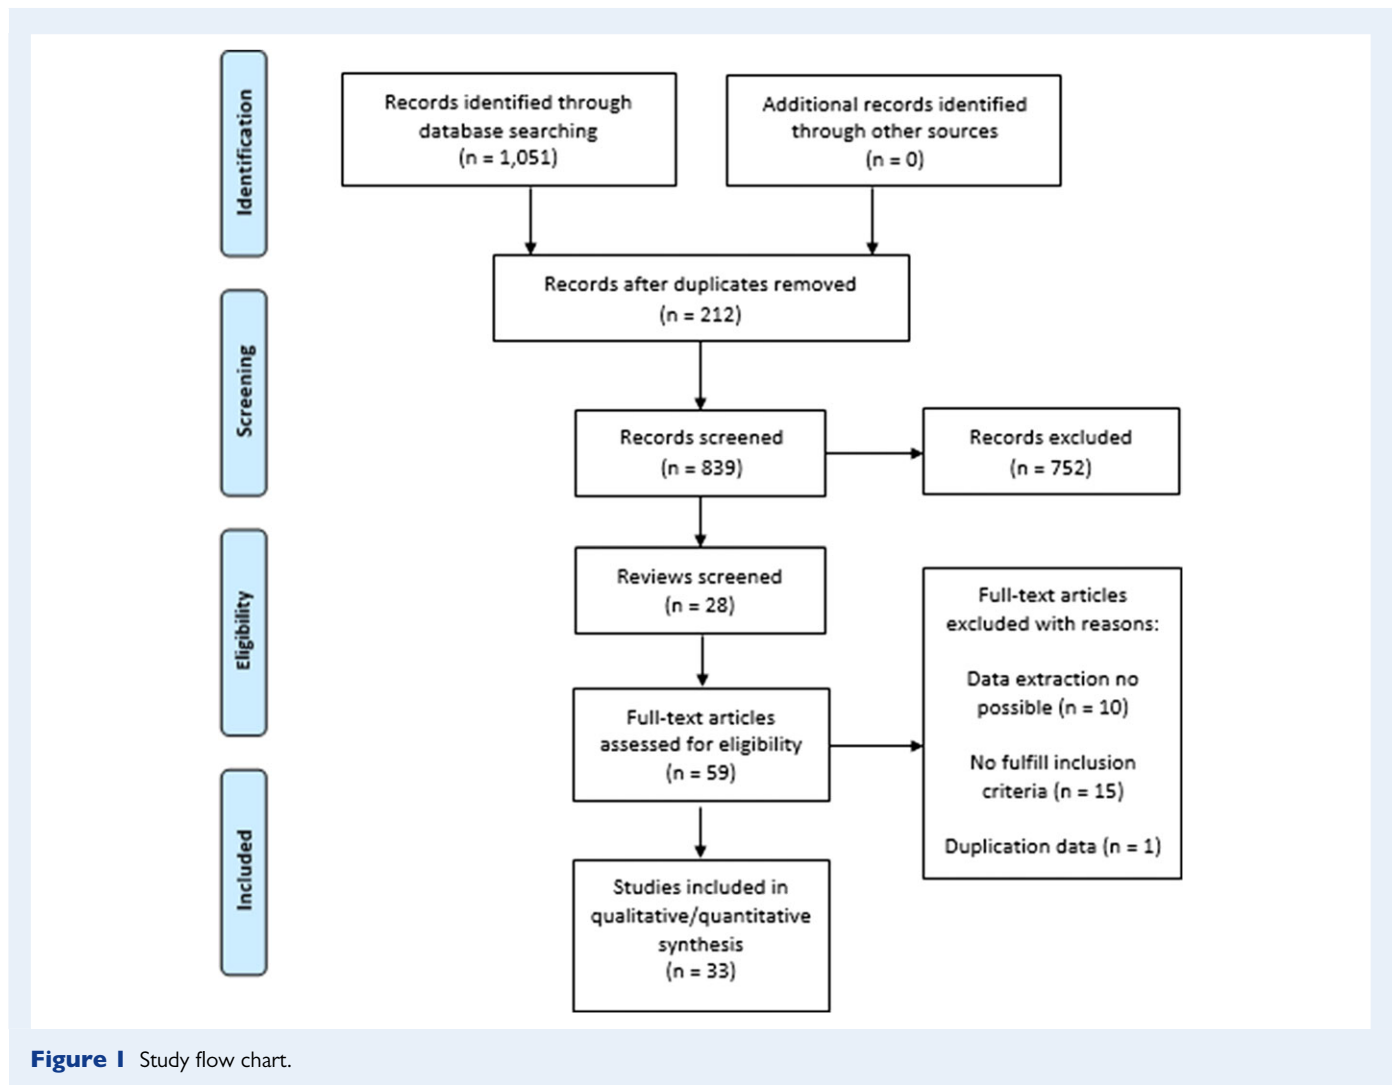 Identification
Records identified through
database searching
(n = 1,051)
Additional records identified
through other sources
(n = 0)
Records after duplicates removed
(n = 212)
Screening
Records screened
(n = 839)
Records excluded
(n = 752)
Eligibility
Reviews screened
(n = 28)
Full-text articles
assessed for eligibility
(n = 59)
Full-text articles
excluded with reasons:
Data extraction no
possible (n = 10)
No fulfill inclusion
criteria (n = 15)
Duplication data (n = 1)
Included
Studies included in
qualitative/quantitative
synthesis
(n = 33)
Figure 1 Study flow chart.